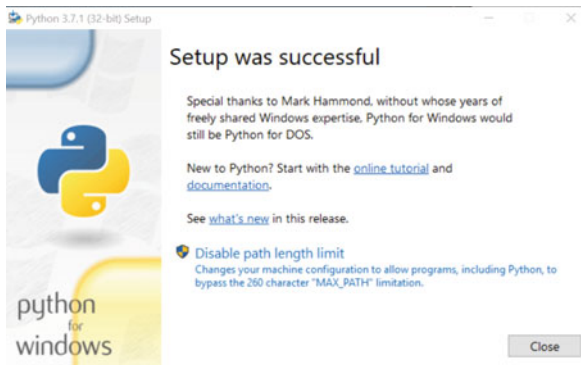 Python 3.7.1 (32-bit) Setup
Setup was successful
Special thanks to Mark Hammond, without whose years of
freely shared Windows expertise, Python for Windows would
still be Python for DOS.
New to Python? Start with the online tutorial and
documentation.
See what's new in this release.
Disable path length limit
Changes your machine configuration to allow programs, including Python, to
bypass the 260 character "MAX_PATH" limitation.
python
for
windows
Close